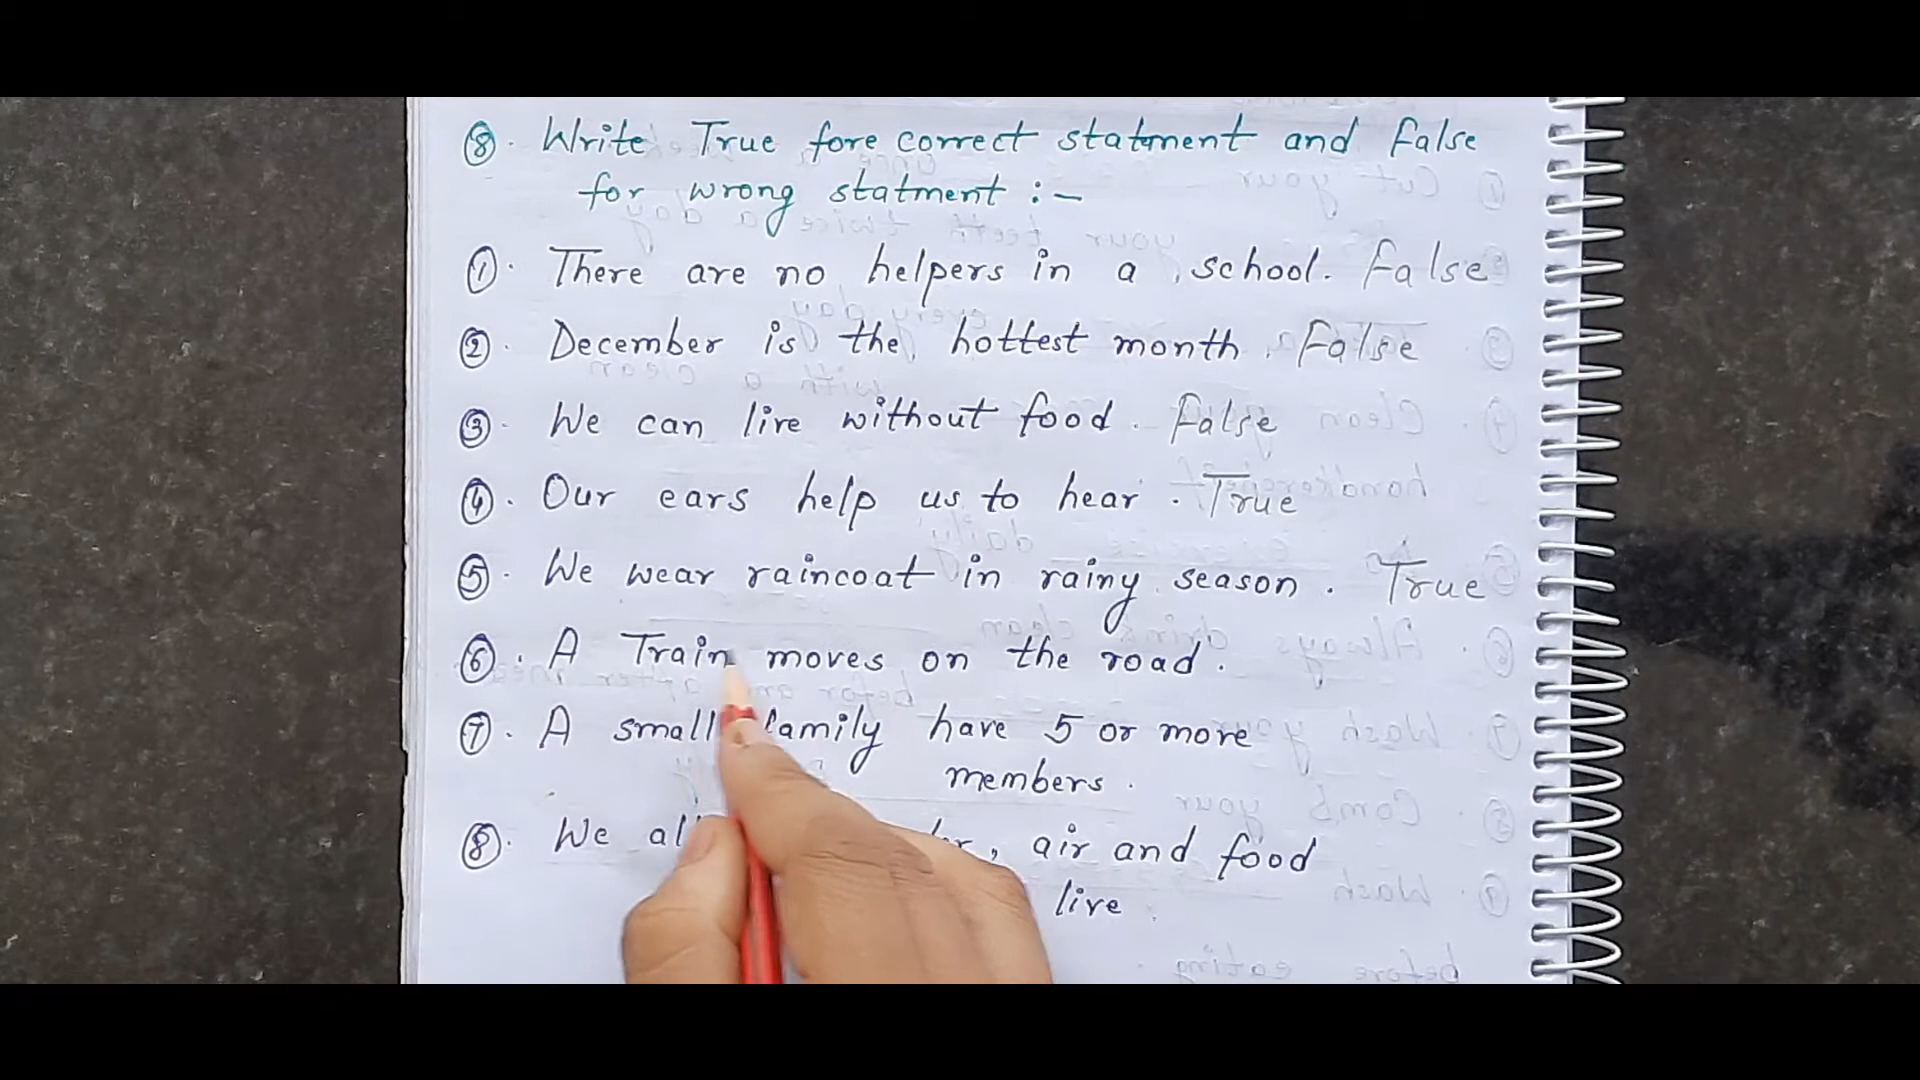 8. Write True fore correct statment and False
for wrong statment :-
1. There are no helpers in a school. False
2. December is the hottest month. False
3. We can live without food. False
4. Our ears help us to hear. True
5. We wear raincoat in rainy season. True
6. A Train moves on the road.
7. A small family have 5 or more
members.
8. We all , air and food
live.